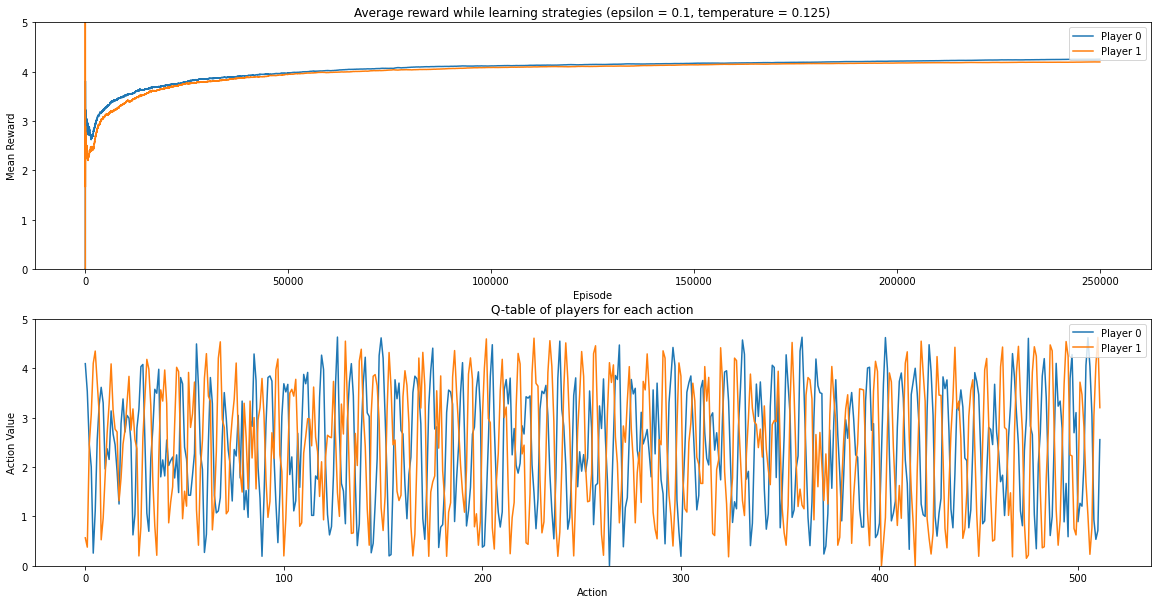 Average reward while learning strategies (epsilon = 0.1, temperature = 0.125)
5
4
3
2
1
0
Mean Reward
Player 0
Player 1
0
50000
100000
150000
200000
250000
Episode
Q-table of players for each action
5
4
3
2
1
0
Action Value
Player 0
Player 1
0
100
200
300
400
500
Action